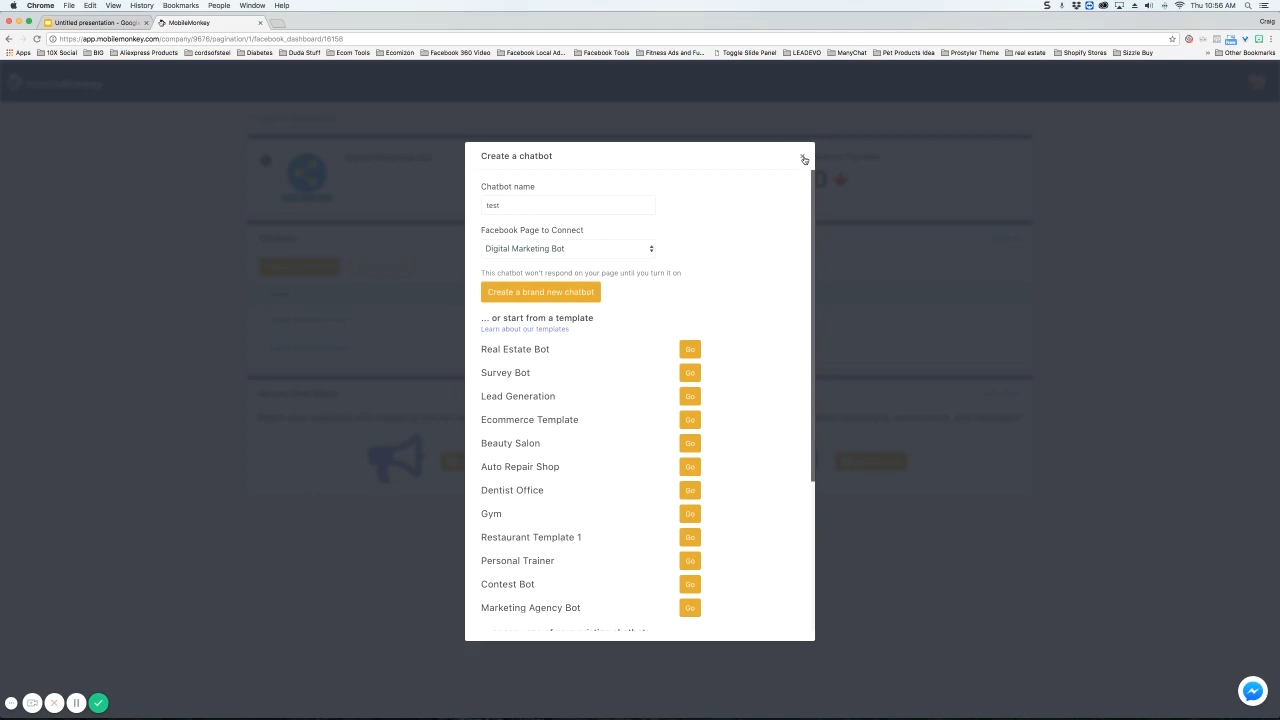 Chrome File Edit View History Bookmarks People Window Help Thu 10:56 AM
Untitled presentation - Google MobileMonkey Craig
https://app.mobilemonkey.com/company/9676/pagination/1/facebook_dashboard/16158
Apps 10X Social BIG Aliexpress Products cordsofsteel Diabetes Duda Stuff Ecom Tools Ecomizon Facebook 360 Video Facebook Local Ad... Facebook Tools Fitness Ads and Fu... Toggle Slide Panel LEADEVO ManyChat Pet Products Idea Prostyler Theme real estate Shopify Stores Sizzle Buy » Other Bookmarks
Create a chatbot
Chatbot name
test
Facebook Page to Connect
Digital Marketing Bot
This chatbot won't respond on your page until you turn it on
Create a brand new chatbot
... or start from a template
Learn about our templates
Real Estate Bot Go
Survey Bot Go
Lead Generation Go
Ecommerce Template Go
Beauty Salon Go
Auto Repair Shop Go
Dentist Office Go
Gym Go
Restaurant Template 1 Go
Personal Trainer Go
Contest Bot Go
Marketing Agency Bot Go